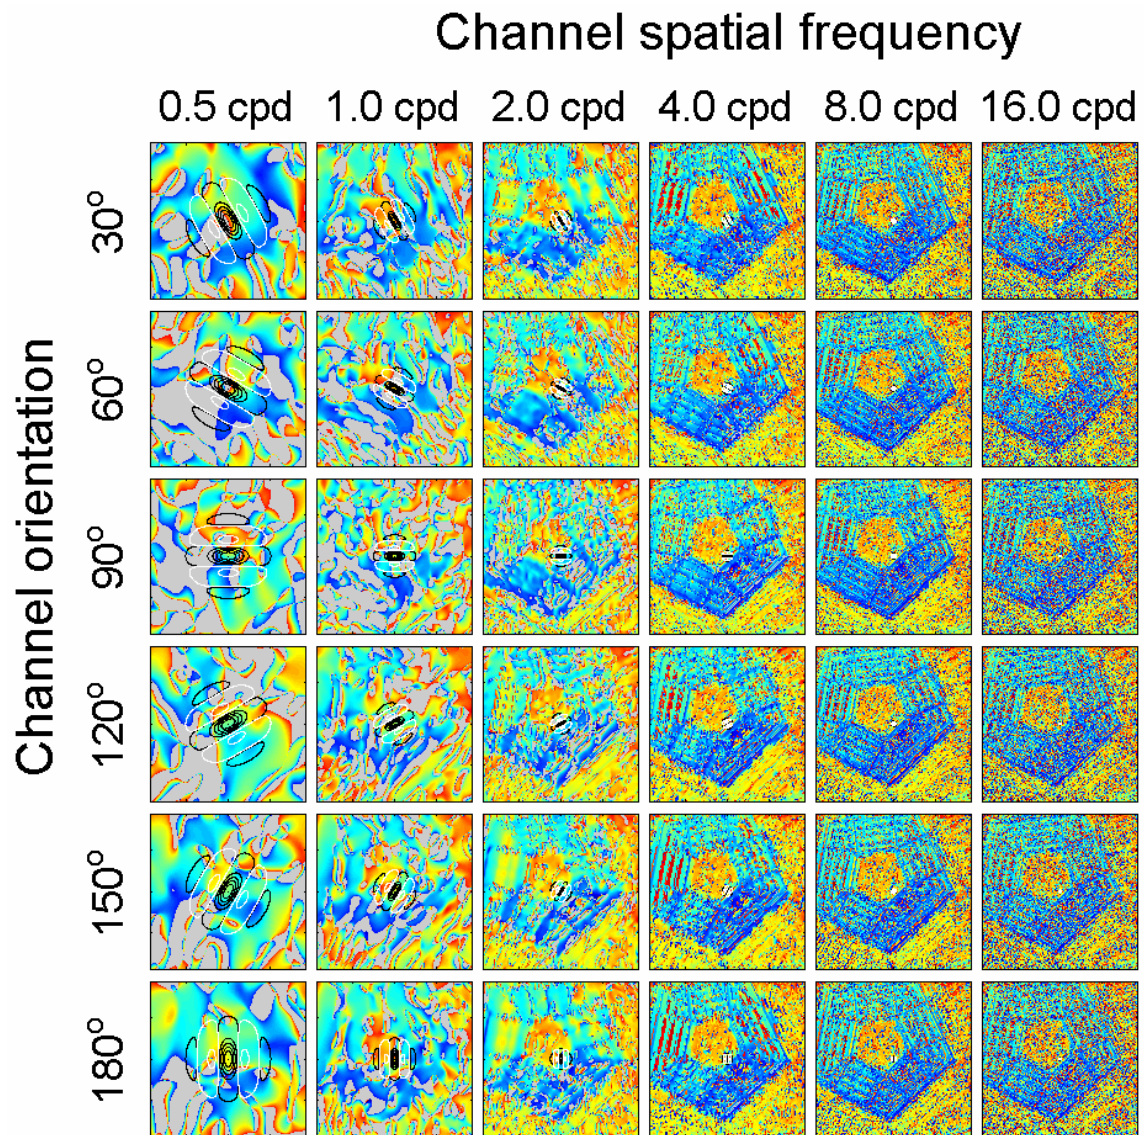 Channel spatial frequency
0.5 cpd 1.0 cpd 2.0 cpd 4.0 cpd 8.0 cpd 16.0 cpd
Channel orientation
30°
60°
90°
120°
150°
180°